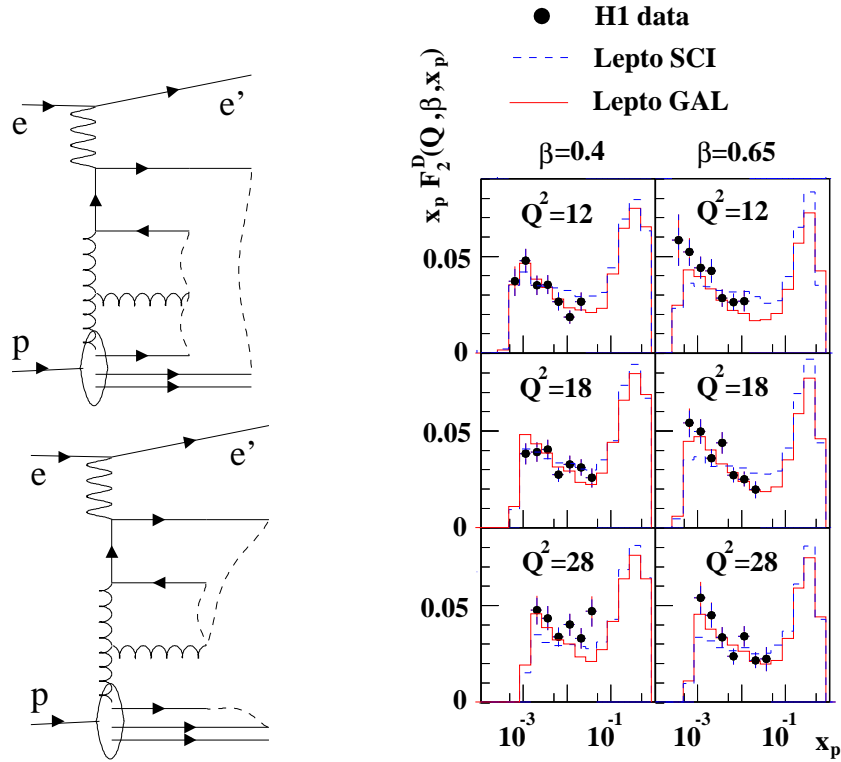 e
e'
p
e
e'
p
H1 data
Lepto SCI
Lepto GAL
x_p F_2^D(Q^2,β,x_p)
β=0.4
β=0.65
Q^2=12
Q^2=12
0.05
0
Q^2=18
Q^2=18
0.05
0
Q^2=28
Q^2=28
0.05
0
10^-3
10^-1
10^-3
10^-1
x_p